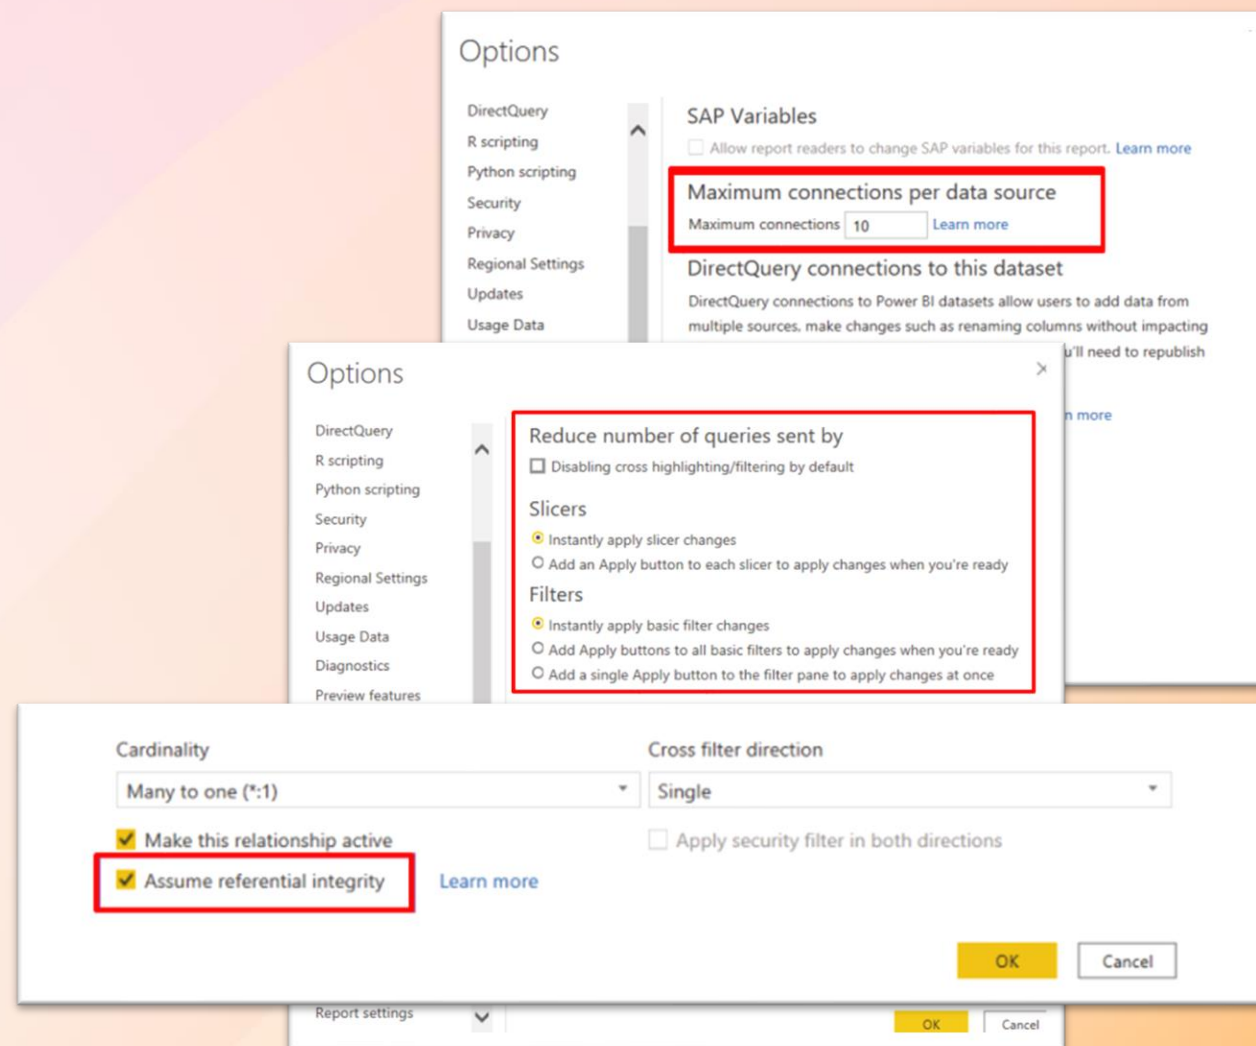 Options
DirectQuery
R scripting
Python scripting
Security
Privacy
Regional Settings
Updates
Usage Data
SAP Variables
Allow report readers to change SAP variables for this report. Learn more
Maximum connections per data source
Maximum connections 10 Learn more
DirectQuery connections to this dataset
DirectQuery connections to Power BI datasets allow users to add data from
multiple sources, make changes such as renaming columns without impacting
need to republish
more
Options
DirectQuery
R scripting
Python scripting
Security
Privacy
Regional Settings
Updates
Usage Data
Diagnostics
Preview features
Reduce number of queries sent by
Disabling cross highlighting/filtering by default
Slicers
Instantly apply slicer changes
Add an Apply button to each slicer to apply changes when you're ready
Filters
Instantly apply basic filter changes
Add Apply buttons to all basic filters to apply changes when you're ready
Add a single Apply button to the filter pane to apply changes at once
Cardinality
Many to one (*:1)
Make this relationship active
Assume referential integrity Learn more
Cross filter direction
Single
Apply security filter in both directions
OK Cancel
Report settings
OK Cancel